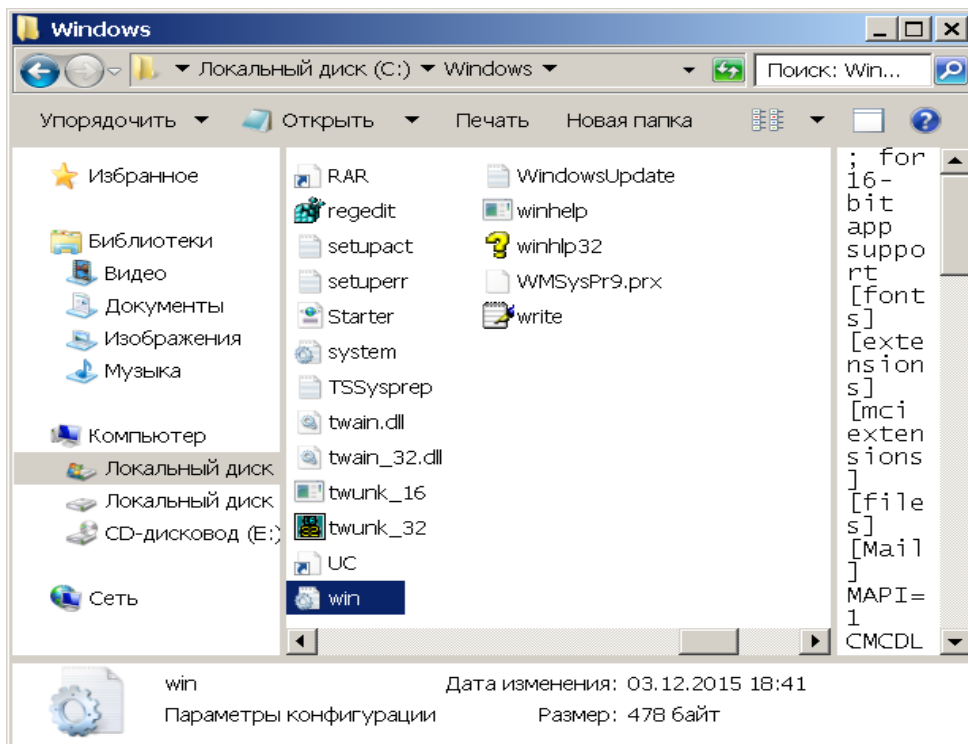 Windows
Локальный диск (C:) Windows
Поиск: Win...
Упорядочить Открыть Печать Новая папка
Избранное
Библиотеки
Видео
Документы
Изображения
Музыка
Компьютер
Локальный диск
Локальный диск
CD-дисковод (E:)
Сеть
RAR
regedit
setupact
setuperr
Starter
system
TSSysprep
twain.dll
twain_32.dll
twunk_16
twunk_32
UC
win
WindowsUpdate
winhelp
winhlp32
WMSysPr9.prx
write
; for
16-
bit
app
suppo
rt
[font
s]
[exte
nsion
s]
[mci
exten
sions
]
[file
s]
[Mail
]
MAPI=
1
CMCDL
win Дата изменения: 03.12.2015 18:41
Параметры конфигурации Размер: 478 байт